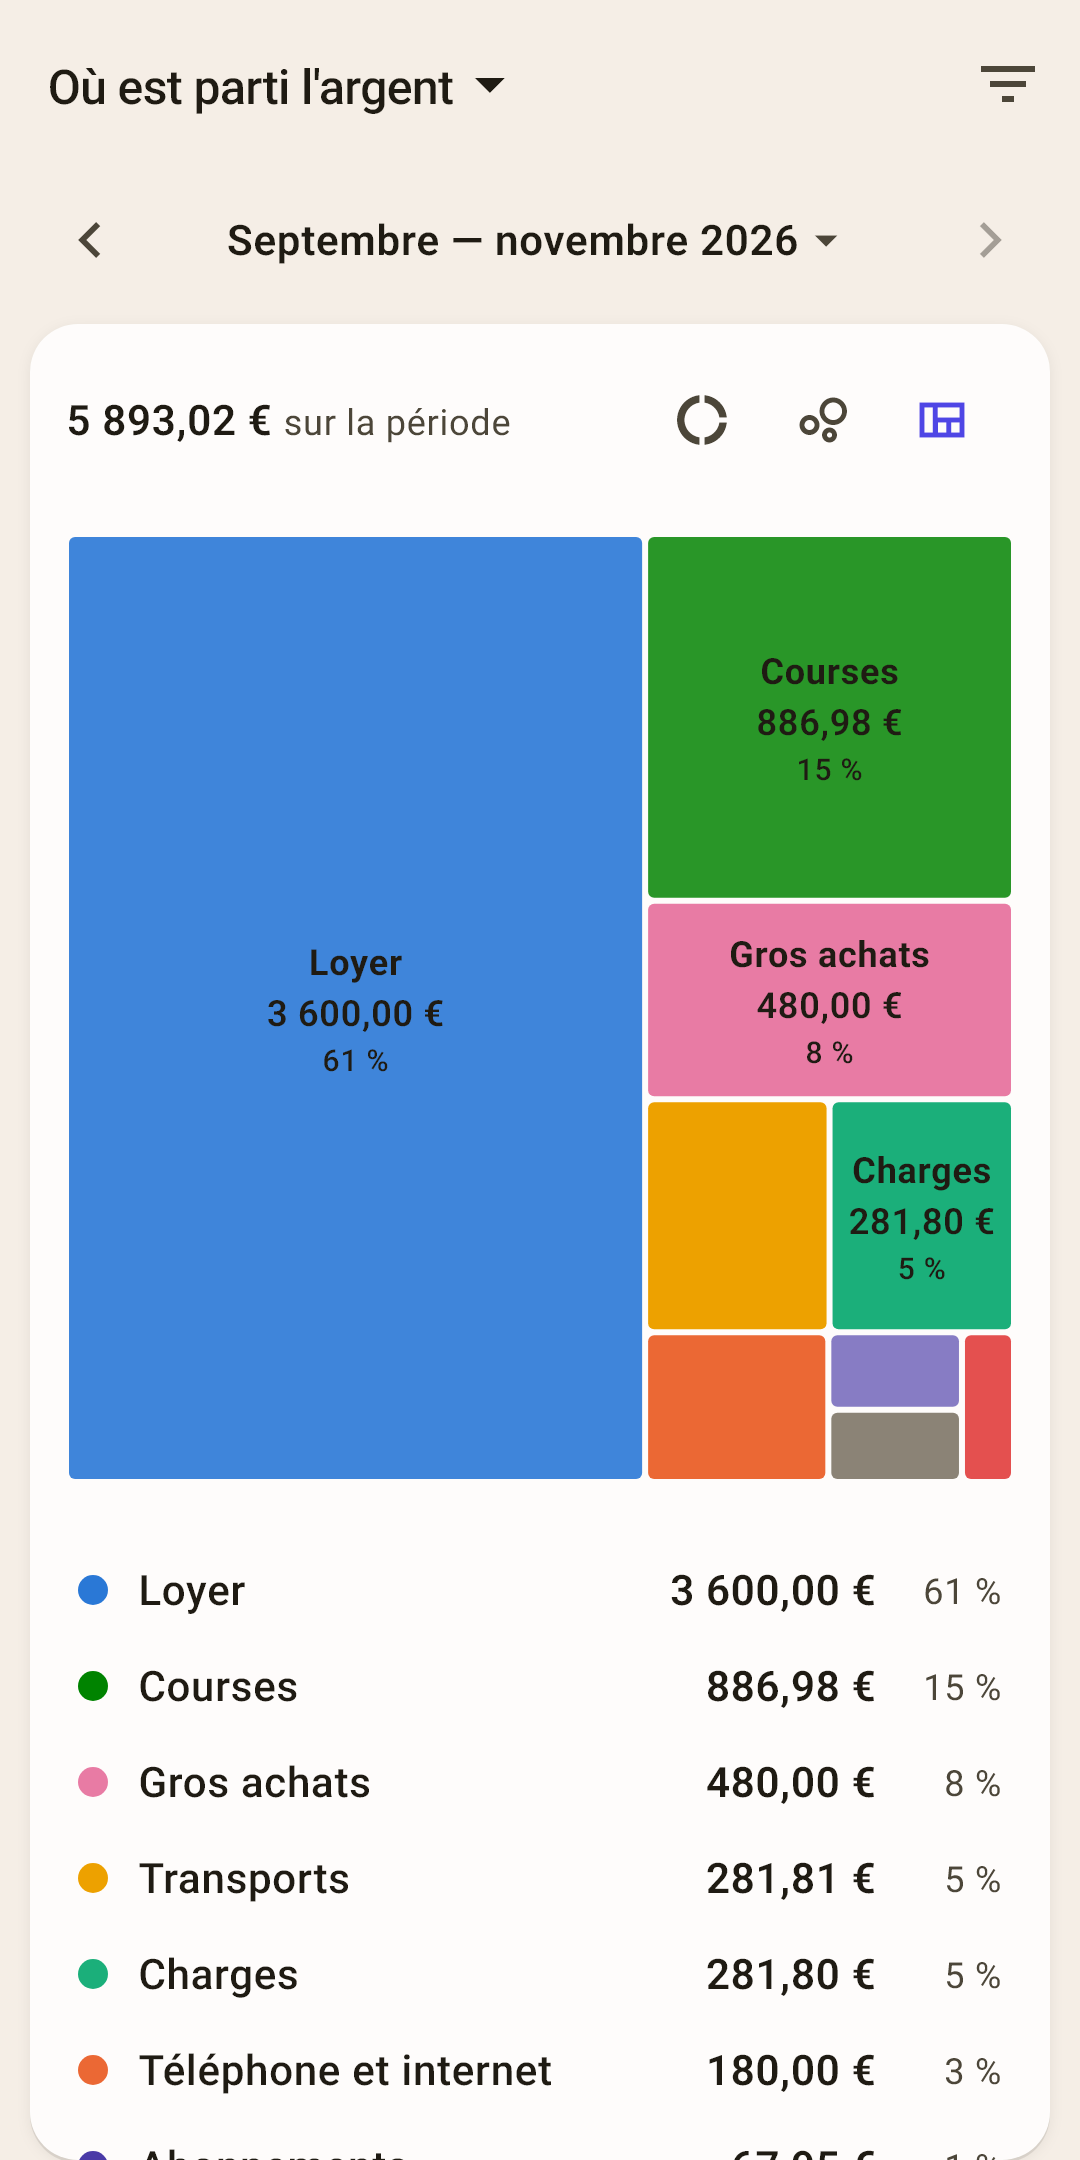 Où est parti l'argent
Septembre — novembre 2026
5 893,02 € sur la période
Loyer
3 600,00 €
61 %
Courses
886,98 €
15 %
Gros achats
480,00 €
8 %
Charges
281,80 €
5 %
Loyer 3 600,00 € 61 %
Courses 886,98 € 15 %
Gros achats 480,00 € 8 %
Transports 281,81 € 5 %
Charges 281,80 € 5 %
Téléphone et internet 180,00 € 3 %